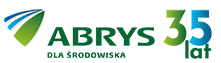 ABRYS 35
DLA ŚRODOWISKA lat